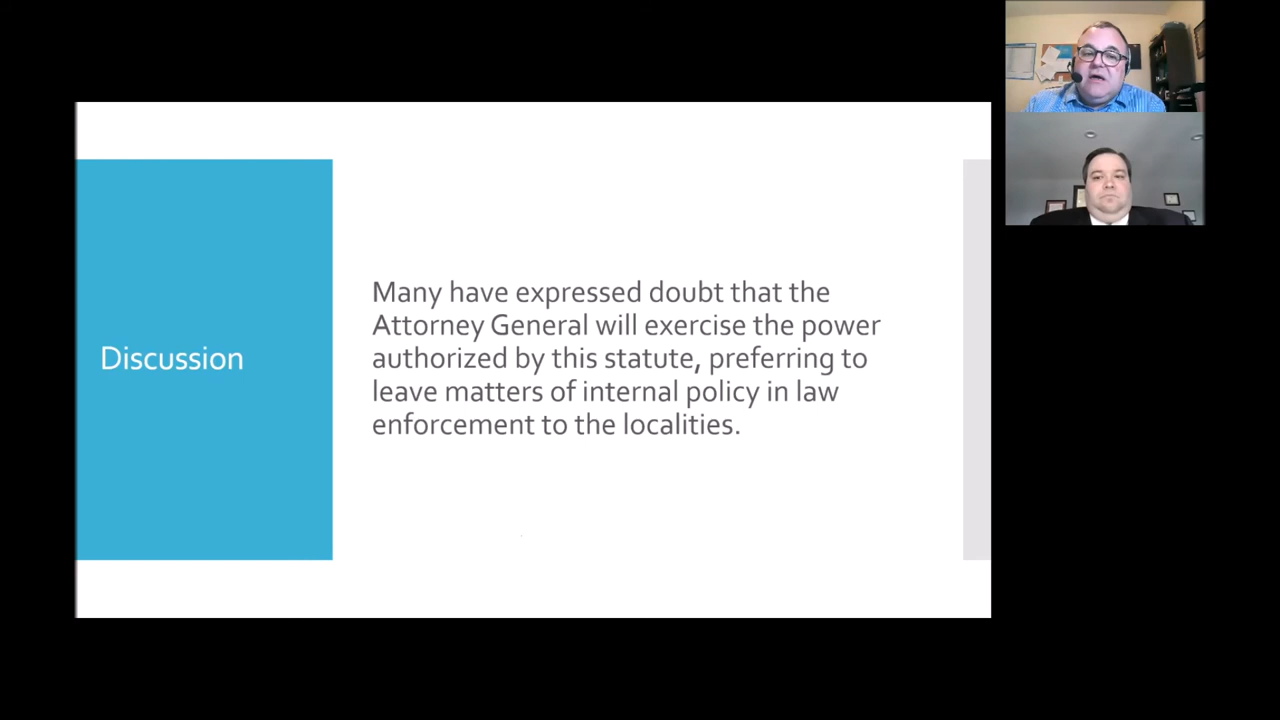 Discussion
Many have expressed doubt that the
Attorney General will exercise the power
authorized by this statute, preferring to
leave matters of internal policy in law
enforcement to the localities.